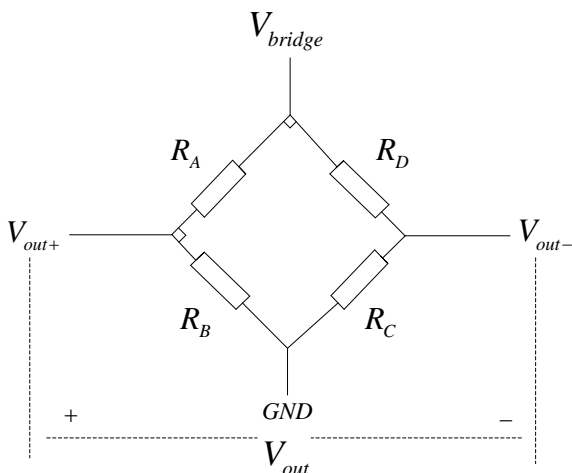 V_bridge
R_A R_D
V_out+ V_out−
R_B R_C
+ GND −
V_out